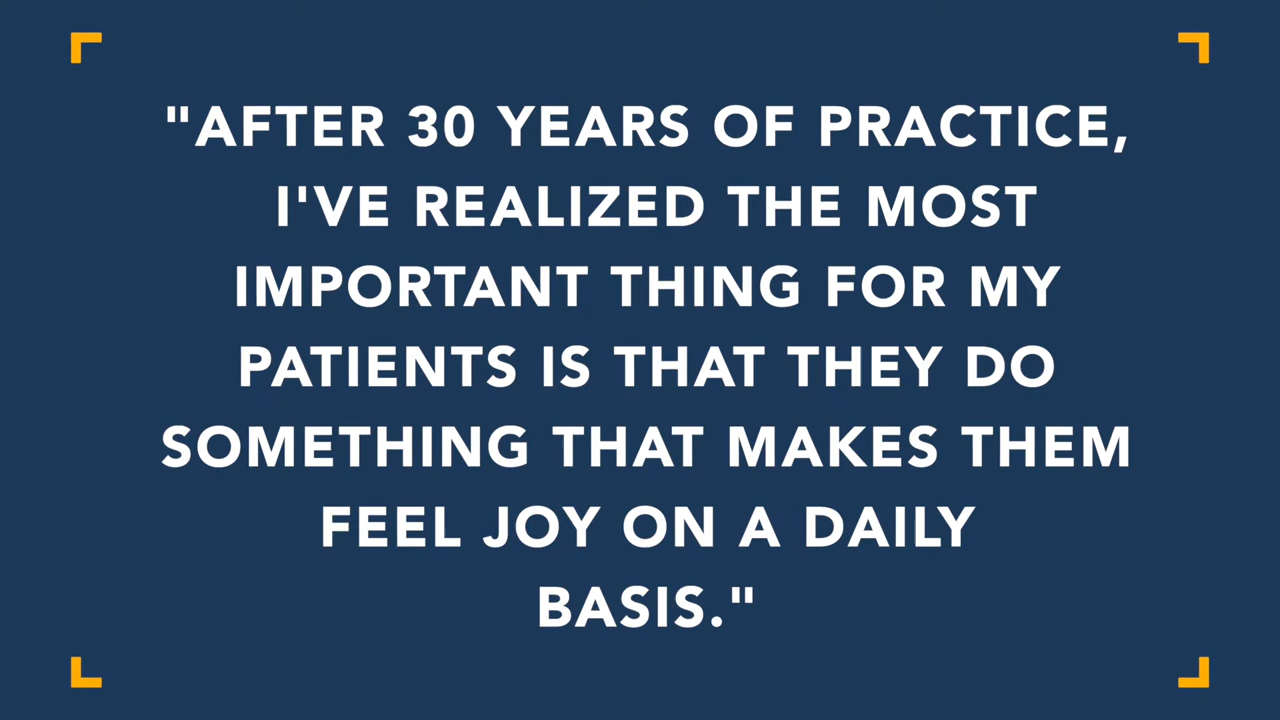 "AFTER 30 YEARS OF PRACTICE,
I'VE REALIZED THE MOST
IMPORTANT THING FOR MY
PATIENTS IS THAT THEY DO
SOMETHING THAT MAKES THEM
FEEL JOY ON A DAILY
BASIS."